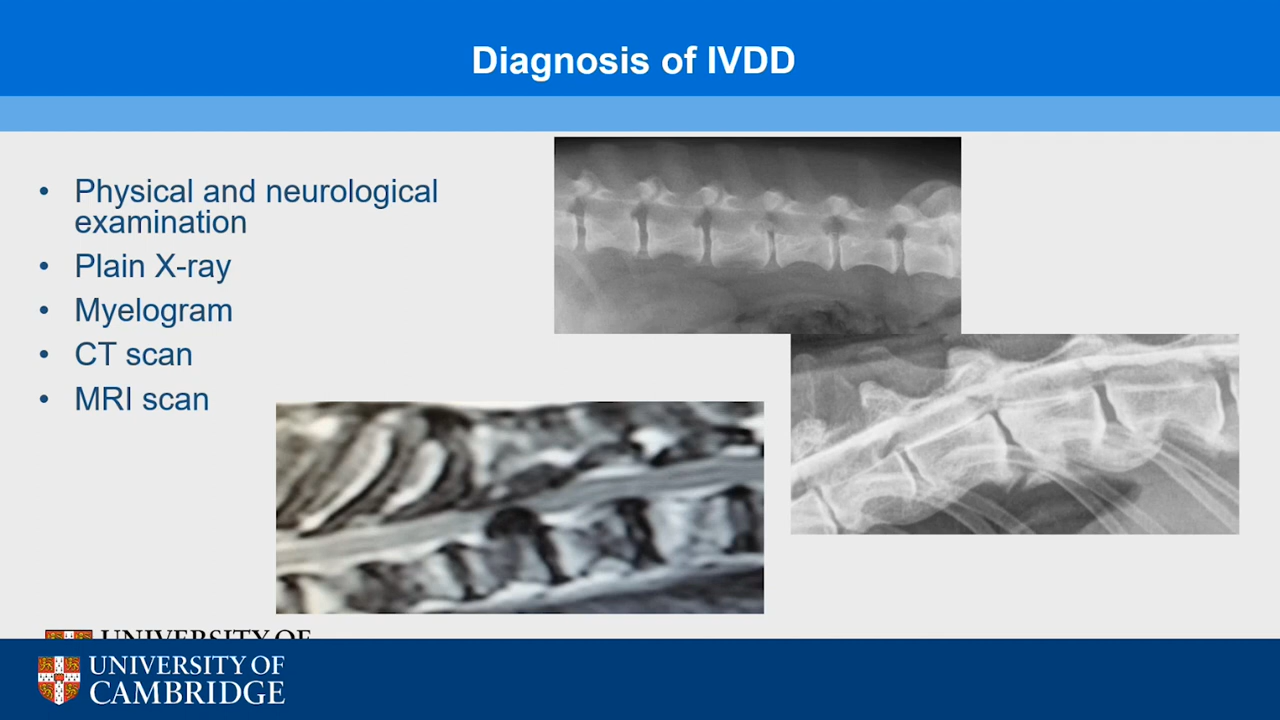 Diagnosis of IVDD
• Physical and neurological
examination
• Plain X-ray
• Myelogram
• CT scan
• MRI scan
UNIVERSITY OF
UNIVERSITY OF
CAMBRIDGE